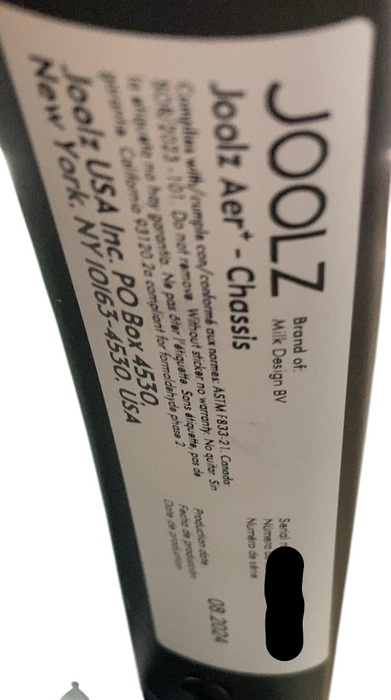 JOOLZ
Brand of:
Milk Design BV
Joolz Aer+ - Chassis
Complies with/cumple con/conformé aux normes: ASTM F833-21. Canada:
SOR/2023-101. Do not remove. Without sticker no warranty. No quitar. Sin
la etiqueta no hay garantía. Ne pas ôter l'étiquette. Sans étiquette, pas de
garantie. California 93120.2a compliant for formaldehyde phase 2
Joolz USA Inc. PO Box 4530,
New York, NY 10163-4530, USA
Serial
Número
Numéro de série
Production date
Fecha de producción
Date de production
08.2024